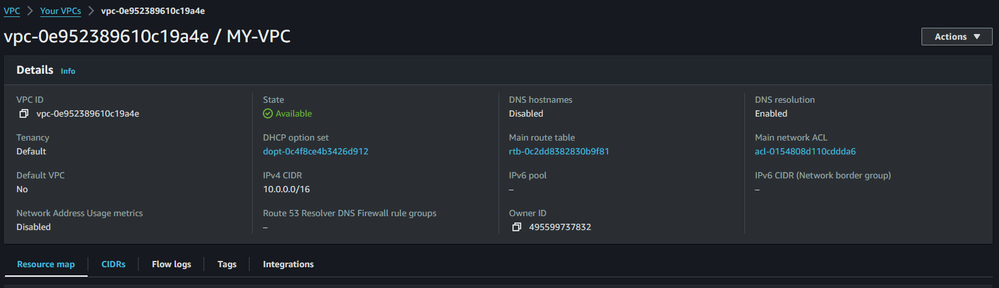 VPC > Your VPCs > vpc-0e952389610c19a4e
vpc-0e952389610c19a4e / MY-VPC
Actions
Details Info
VPC ID
vpc-0e952389610c19a4e
State
Available
DNS hostnames
Disabled
DNS resolution
Enabled
Tenancy
Default
DHCP option set
dopt-0c4f8ce4b3426d912
Main route table
rtb-0c2dd8382830b9f81
Main network ACL
acl-0154808d110cddda6
Default VPC
No
IPv4 CIDR
10.0.0.0/16
IPv6 pool
–
IPv6 CIDR (Network border group)
–
Network Address Usage metrics
Disabled
Route 53 Resolver DNS Firewall rule groups
–
Owner ID
495599737832
Resource map CIDRs Flow logs Tags Integrations